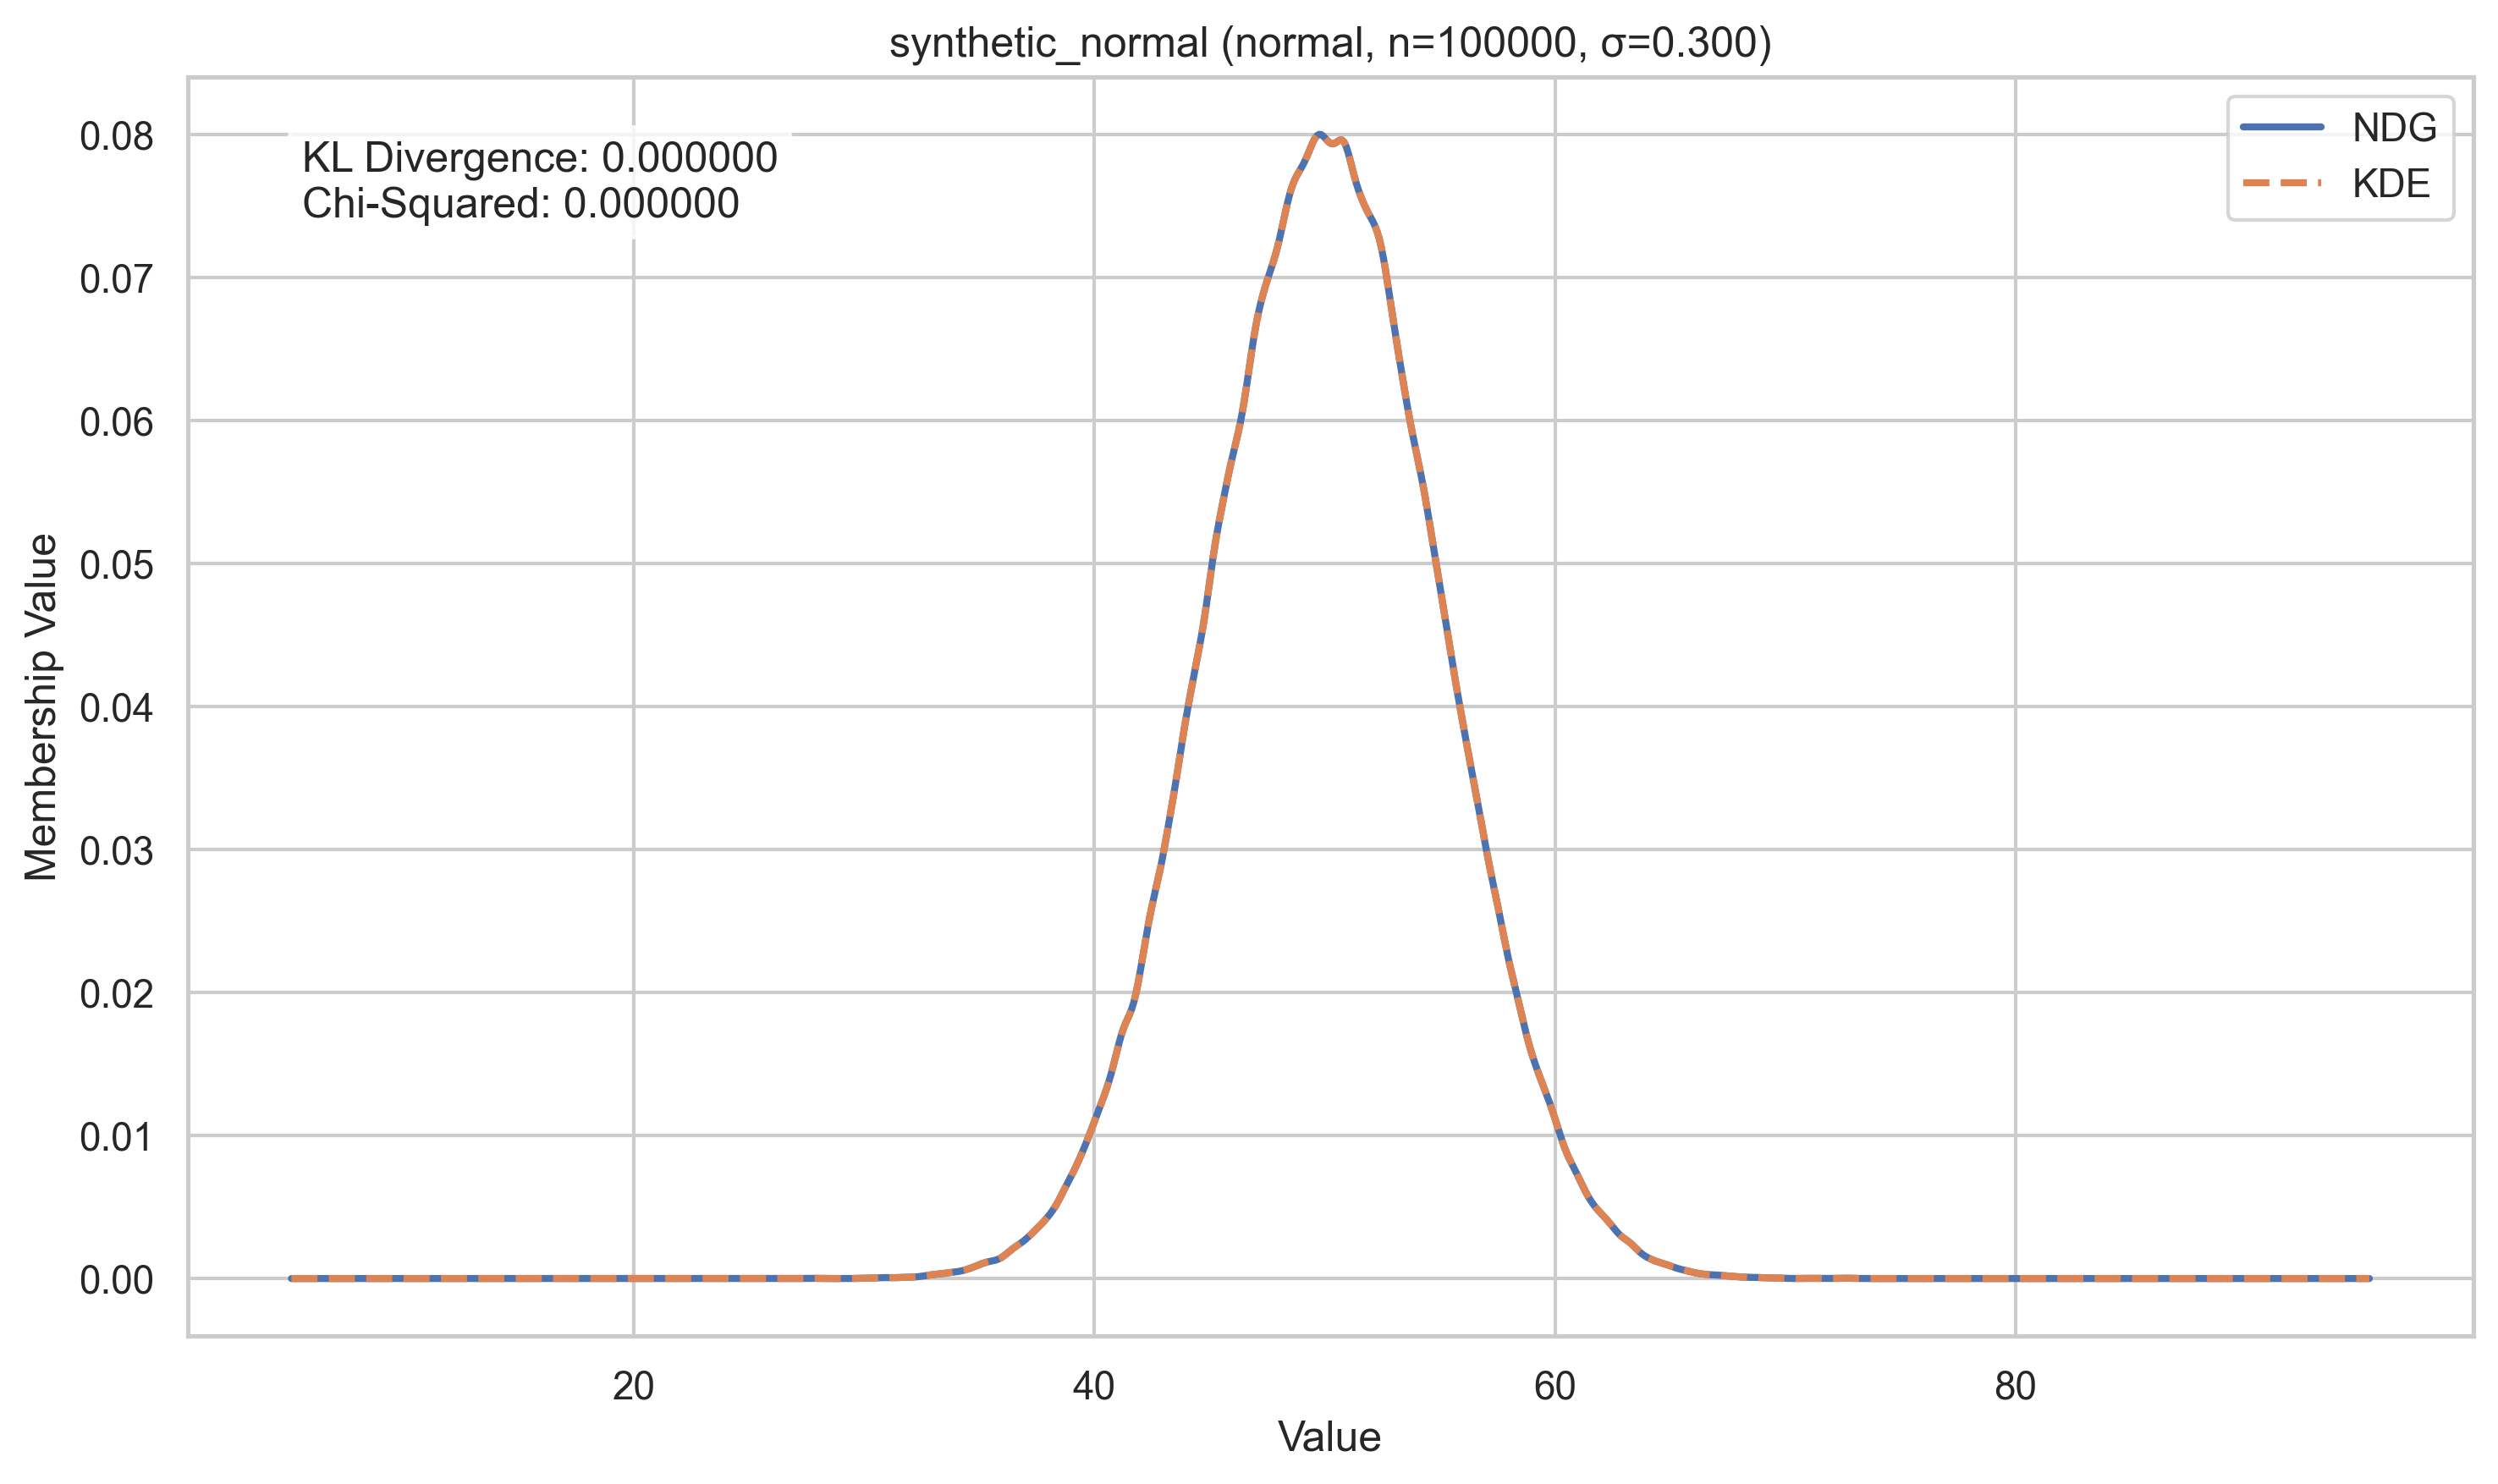 synthetic_normal (normal, n=100000, σ=0.300)
KL Divergence: 0.000000
Chi-Squared: 0.000000
NDG
KDE
Membership Value
0.08
0.07
0.06
0.05
0.04
0.03
0.02
0.01
0.00
20
40
60
80
Value